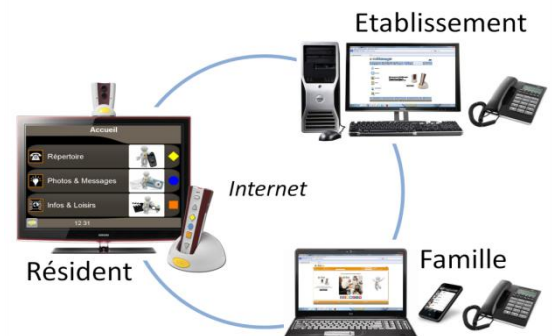 Etablissement
Accueil
Répertoire
Photos & Messages
Infos & Loisirs
12:31
Internet
Résident
Famille